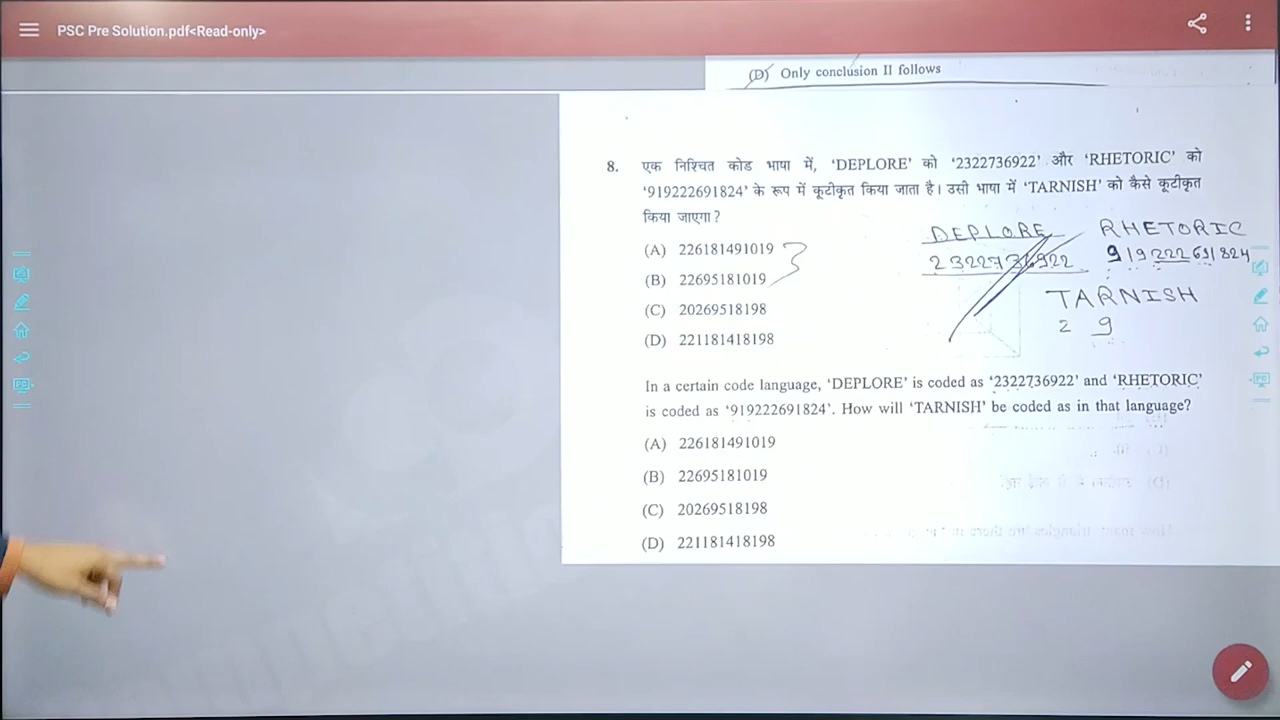 PSC Pre Solution.pdf<Read-only>
(D) Only conclusion II follows
8. एक निश्चित कोड भाषा में, ‘DEPLORE’ को ‘2322736922’ और ‘RHETORIC’ को
‘919222691824’ के रूप में कूटीकृत किया जाता है। उसी भाषा में ‘TARNISH’ को कैसे कूटीकृत
किया जाएगा ?
(A) 226181491019
(B) 22695181019
(C) 20269518198
(D) 221181418198
DEPLORE
2322736922
RHETORIC
919222691824
TARNISH
2 9
In a certain code language, ‘DEPLORE’ is coded as ‘2322736922’ and ‘RHETORIC’
is coded as ‘919222691824’. How will ‘TARNISH’ be coded as in that language?
(A) 226181491019
(B) 22695181019
(C) 20269518198
(D) 221181418198